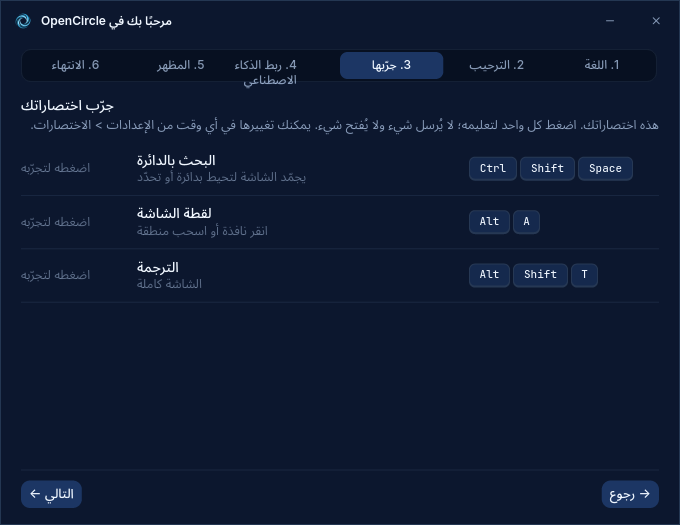 مرحبًا بك في OpenCircle
1. اللغة
2. الترحيب
3. جرّبها
4. ربط الذكاء
الاصطناعي
5. المظهر
6. الانتهاء
جرّب اختصاراتك
هذه اختصاراتك. اضغط كل واحد لتعليمه؛ لا يُرسل شيء ولا يُفتح شيء. يمكنك تغييرها في أي وقت من الإعدادات > الاختصارات.
Ctrl Shift Space
البحث بالدائرة
يجمّد الشاشة لتحيط بدائرة أو تحدّد
اضغطه لتجرّبه
Alt A
لقطة الشاشة
انقر نافذة أو اسحب منطقة
اضغطه لتجرّبه
Alt Shift T
الترجمة
الشاشة كاملة
اضغطه لتجرّبه
→ رجوع
التالي ←